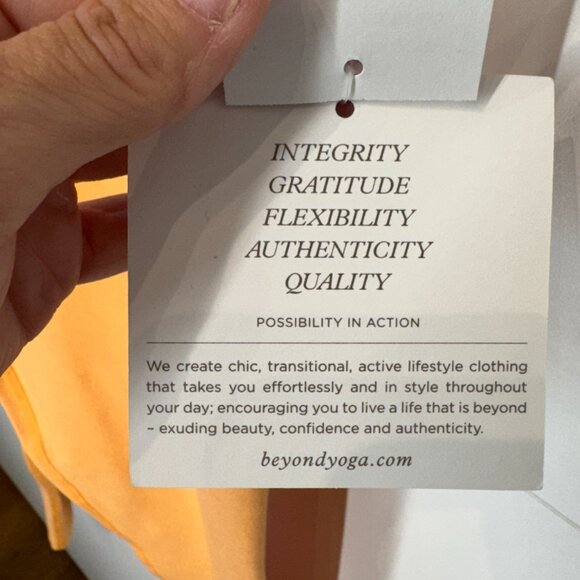 INTEGRITY
GRATITUDE
FLEXIBILITY
AUTHENTICITY
QUALITY
POSSIBILITY IN ACTION
We create chic, transitional, active lifestyle clothing
that takes you effortlessly and in style throughout
your day; encouraging you to live a life that is beyond
~ exuding beauty, confidence and authenticity.
beyondyoga.com